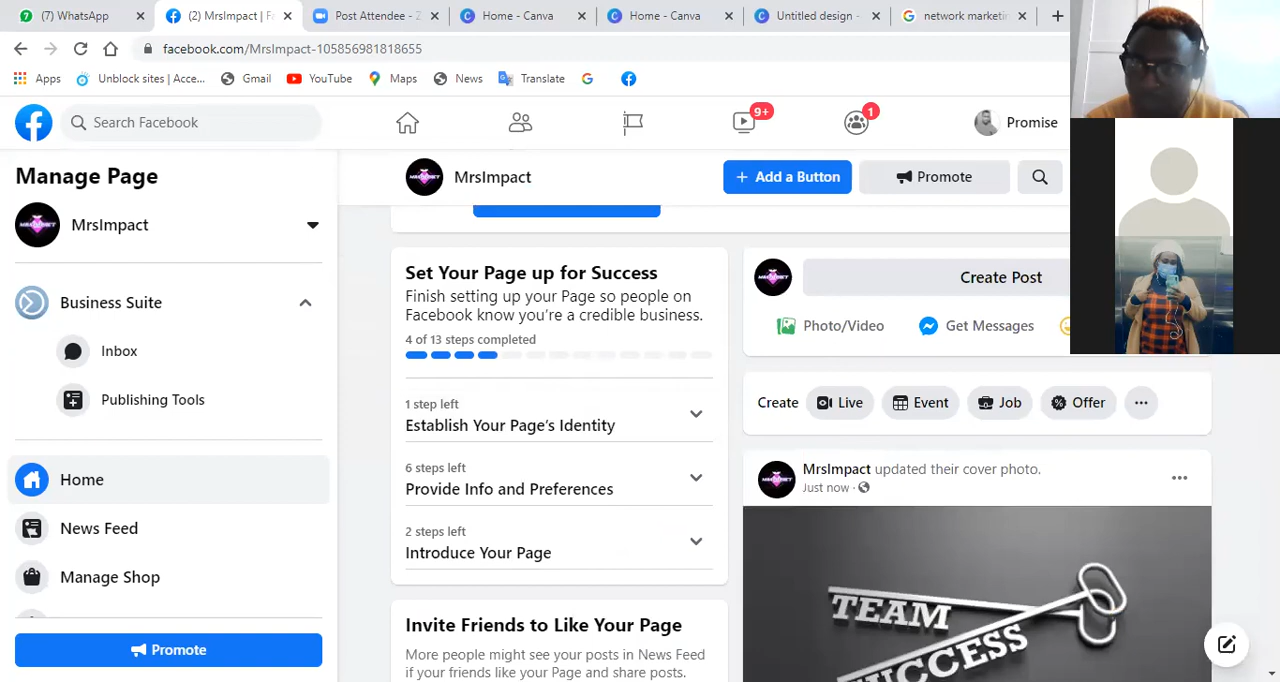 7
(7) WhatsApp
(2) MrsImpact | F
Post Attendee - Z
Home - Canva
Home - Canva
Untitled design -
network marketin
facebook.com/MrsImpact-105856981818655
Apps
Unblock sites | Acce...
Gmail
YouTube
Maps
News
Translate
Search Facebook
9+
1
Promise
Manage Page
MrsImpact
Business Suite
Inbox
Publishing Tools
Home
News Feed
Manage Shop
Promote
MrsImpact
Add a Button
Promote
Set Your Page up for Success
Finish setting up your Page so people on
Facebook know you're a credible business.
4 of 13 steps completed
1 step left
Establish Your Page's Identity
6 steps left
Provide Info and Preferences
2 steps left
Introduce Your Page
Invite Friends to Like Your Page
More people might see your posts in News Feed
if your friends like your Page and share posts.
Create Post
Photo/Video
Get Messages
Create
Live
Event
Job
Offer
MrsImpact updated their cover photo.
Just now ·
TEAM
SUCCESS